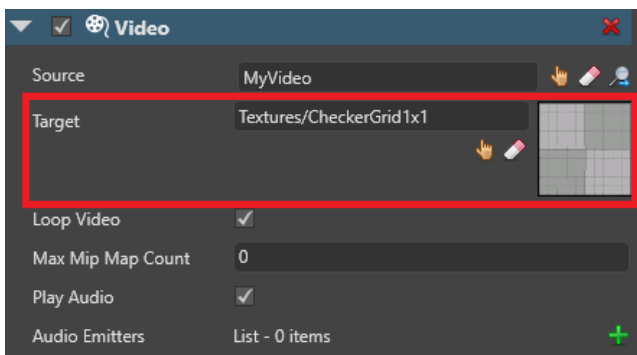 Video
Source MyVideo
Target Textures/CheckerGrid1x1
Loop Video
Max Mip Map Count 0
Play Audio
Audio Emitters List - 0 items